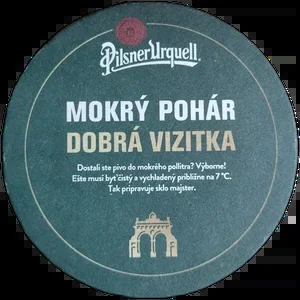 Pilsner Urquell
MOKRÝ POHÁR
DOBRÁ VIZITKA
Dostali ste pivo do mokrého pollitra? Výborne!
Ešte musí byť čistý a vychladený približne na 7 °C.
Tak pripravuje sklo majster.